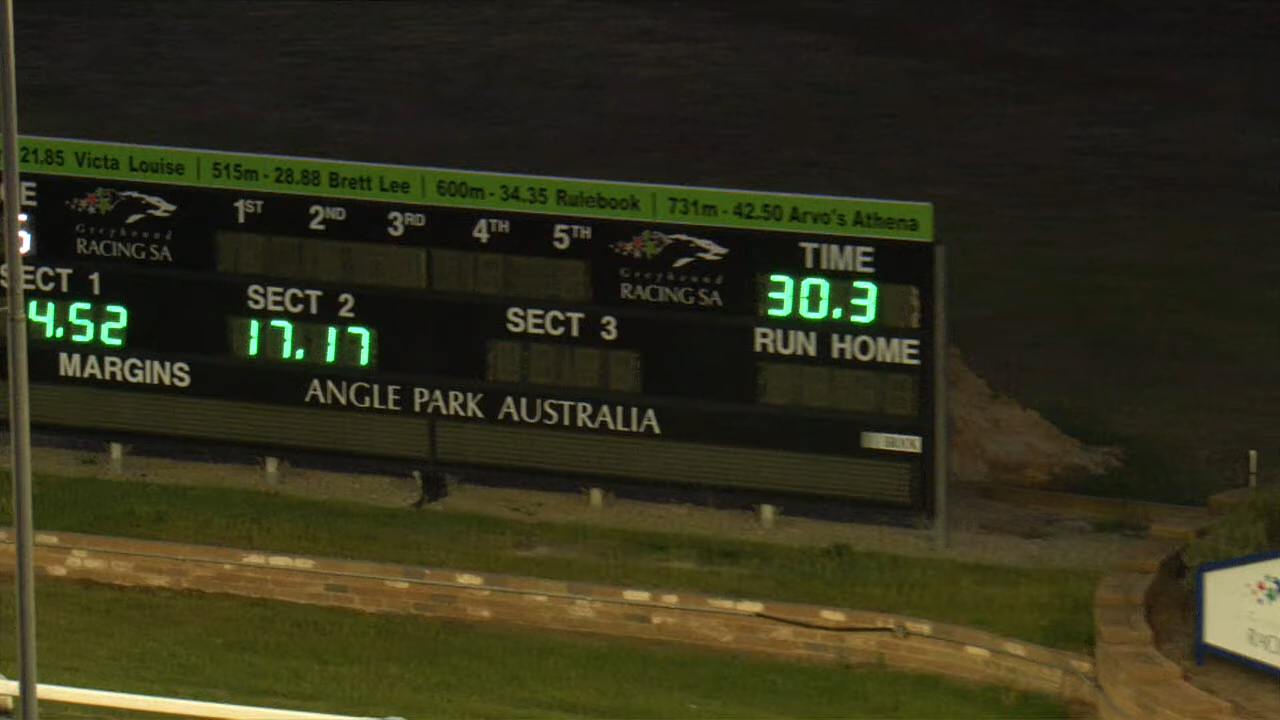 21.85 Victa Louise | 515m - 28.88 Brett Lee | 600m - 34.35 Rulebook | 731m - 42.50 Arvo's Athena
Greyhound
RACING SA
1ST 2ND 3RD 4TH 5TH
Greyhound
RACING SA
TIME
30.3
SECT 1
4.52
SECT 2
17.17
SECT 3
RUN HOME
MARGINS
ANGLE PARK AUSTRALIA